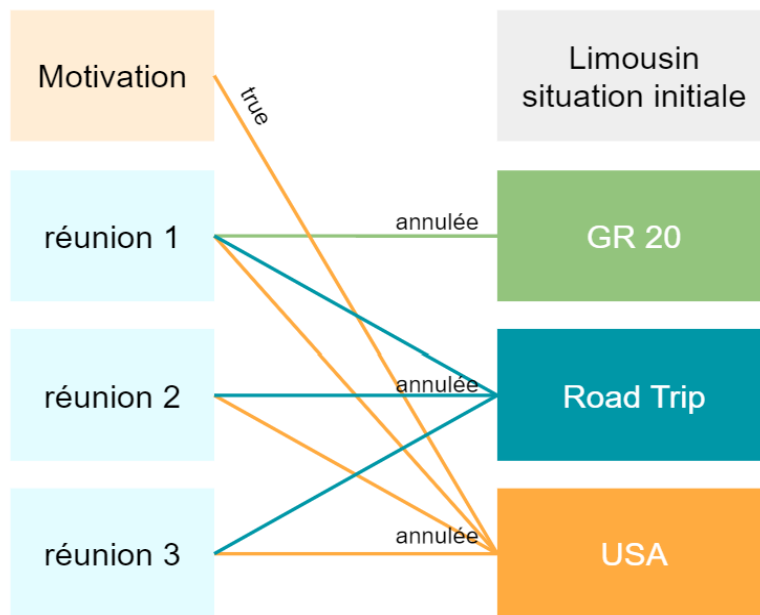 Motivation
Limousin
situation initiale
true
réunion 1
annulée
GR 20
réunion 2
annulée
Road Trip
réunion 3
annulée
USA